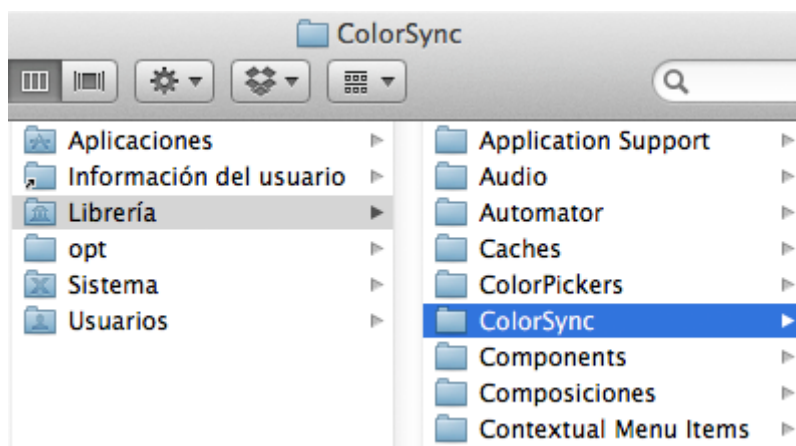 ColorSync
Aplicaciones
Información del usuario
Librería
opt
Sistema
Usuarios
Application Support
Audio
Automator
Caches
ColorPickers
ColorSync
Components
Composiciones
Contextual Menu Items